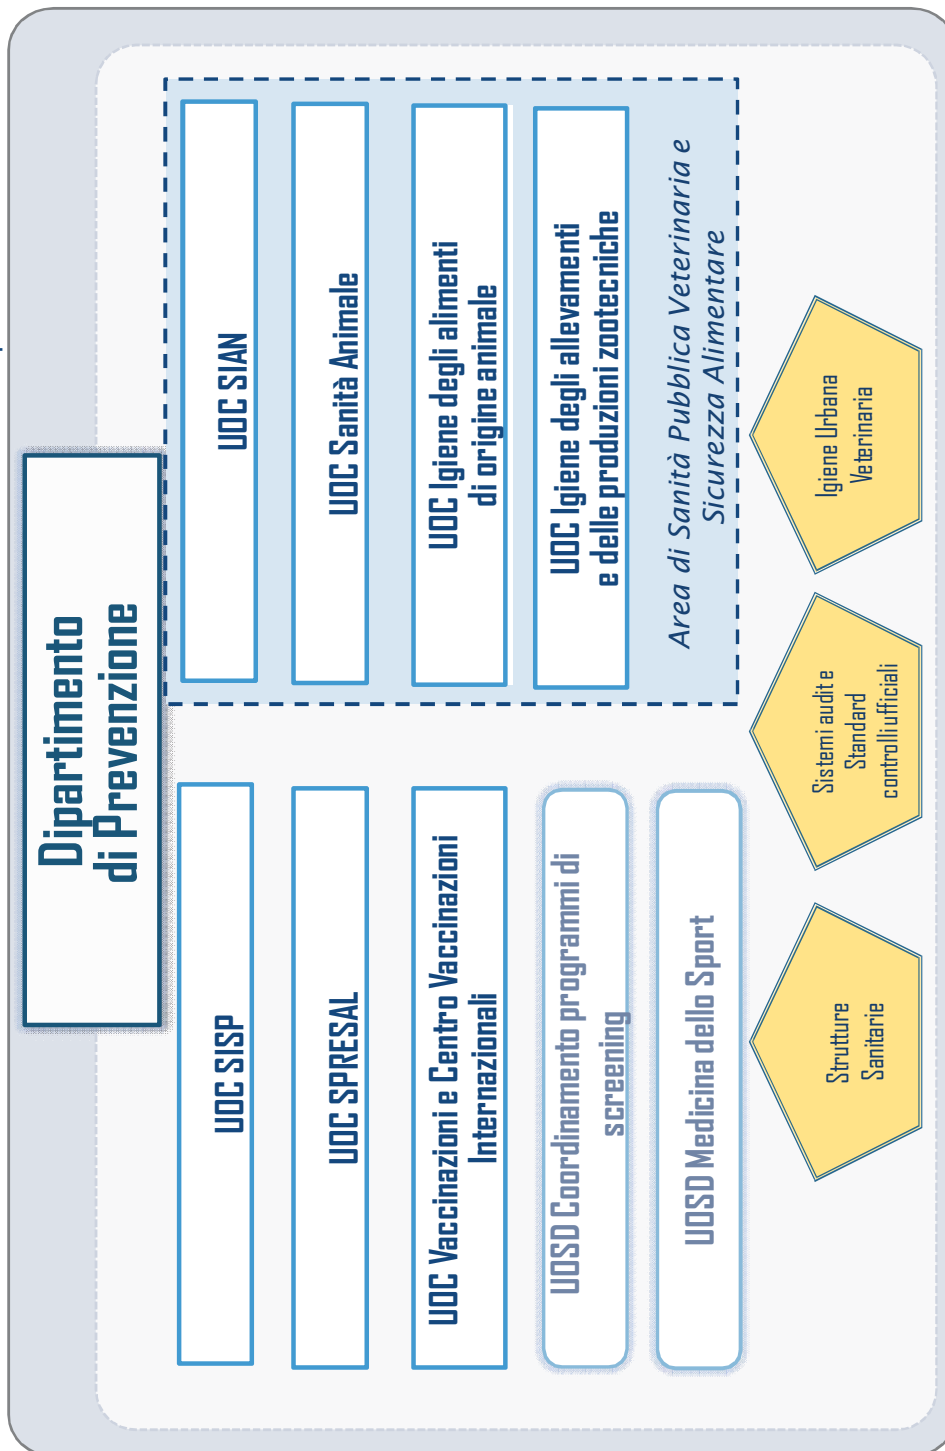 Dipartimento
di Prevenzione
UOC SISP
UOC SPRESAL
UOC Vaccinazioni e Centro Vaccinazioni
Internazionali
UOSD Coordinamento programmi di
screening
UOSD Medicina dello Sport
UOC SIAN
UOC Sanità Animale
UOC Igiene degli alimenti
di origine animale
UOC Igiene degli allevamenti
e delle produzioni zootecniche
Area di Sanità Pubblica Veterinaria e
Sicurezza Alimentare
Strutture
Sanitarie
Sistemi audit e
Standard
controlli ufficiali
Igiene Urbana
Veterinaria